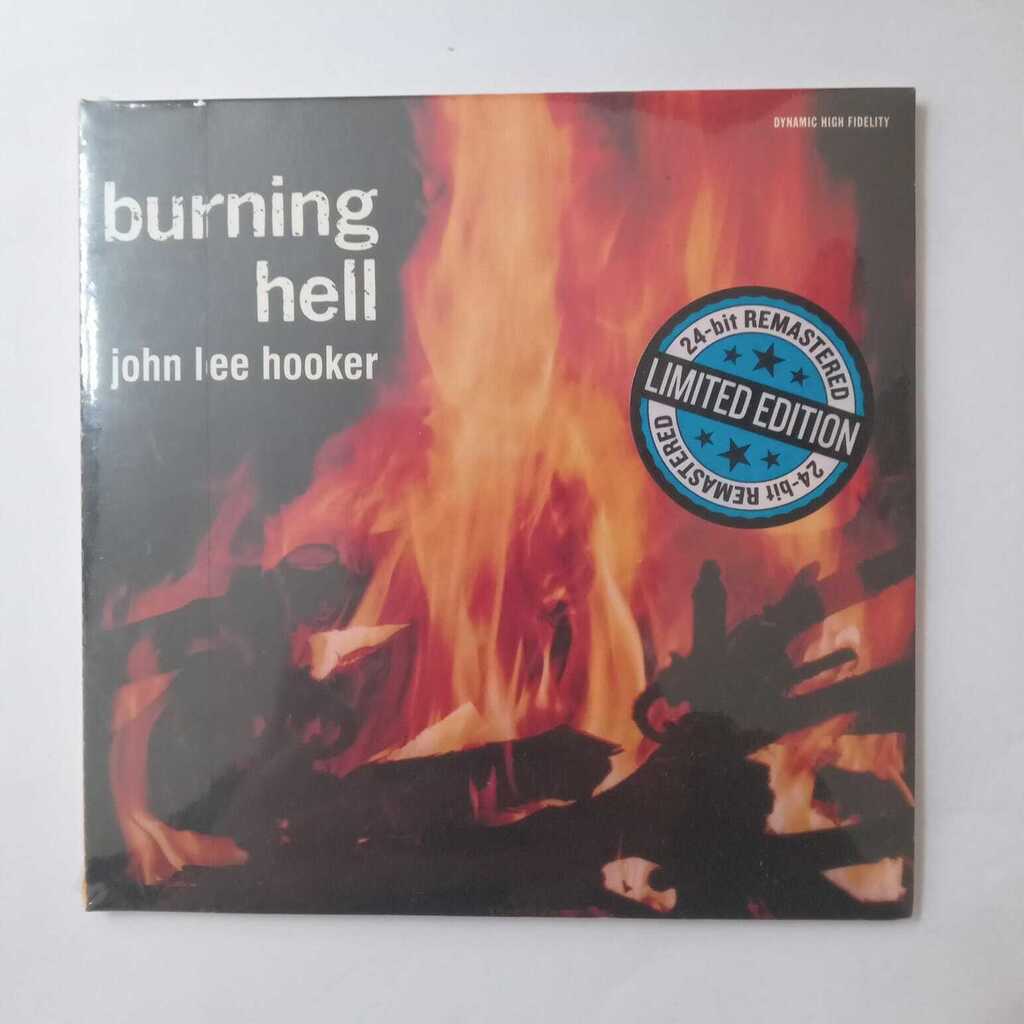 DYNAMIC HIGH FIDELITY
burning
hell
john lee hooker
24-bit REMASTERED
LIMITED EDITION
24-bit REMASTERED